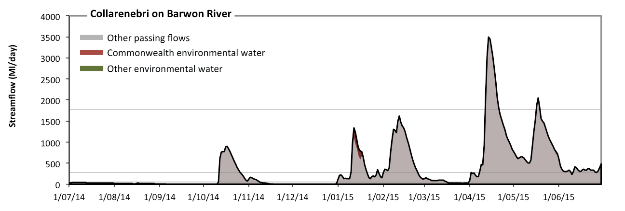 Collarenebri on Barwon River
Streamflow (Ml/day)
4000
3500
3000
2500
2000
1500
1000
500
0
Other passing flows
Commonwealth environmental water
Other environmental water
1/07/14 1/08/14 1/09/14 1/10/14 1/11/14 1/12/14 1/01/15 1/02/15 1/03/15 1/04/15 1/05/15 1/06/15